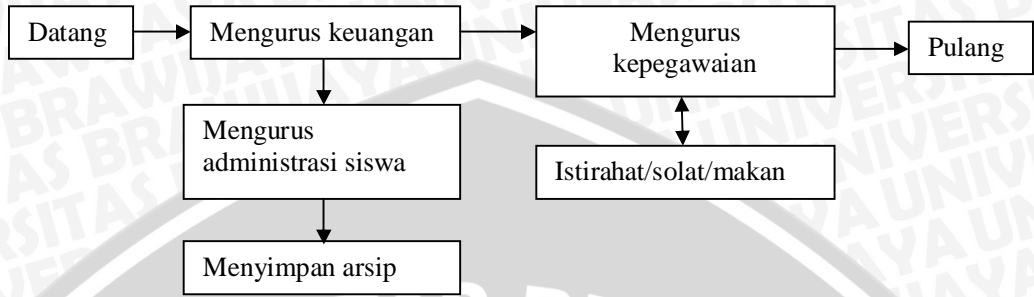 Datang
Mengurus keuangan
Mengurus
kepegawaian
Pulang
Mengurus
administrasi siswa
Istirahat/solat/makan
Menyimpan arsip